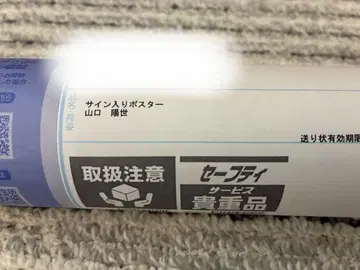 サイン入りポスター
山口 陽世
送り状有効期限
取扱注意
セーフティ
サービス
貴重品